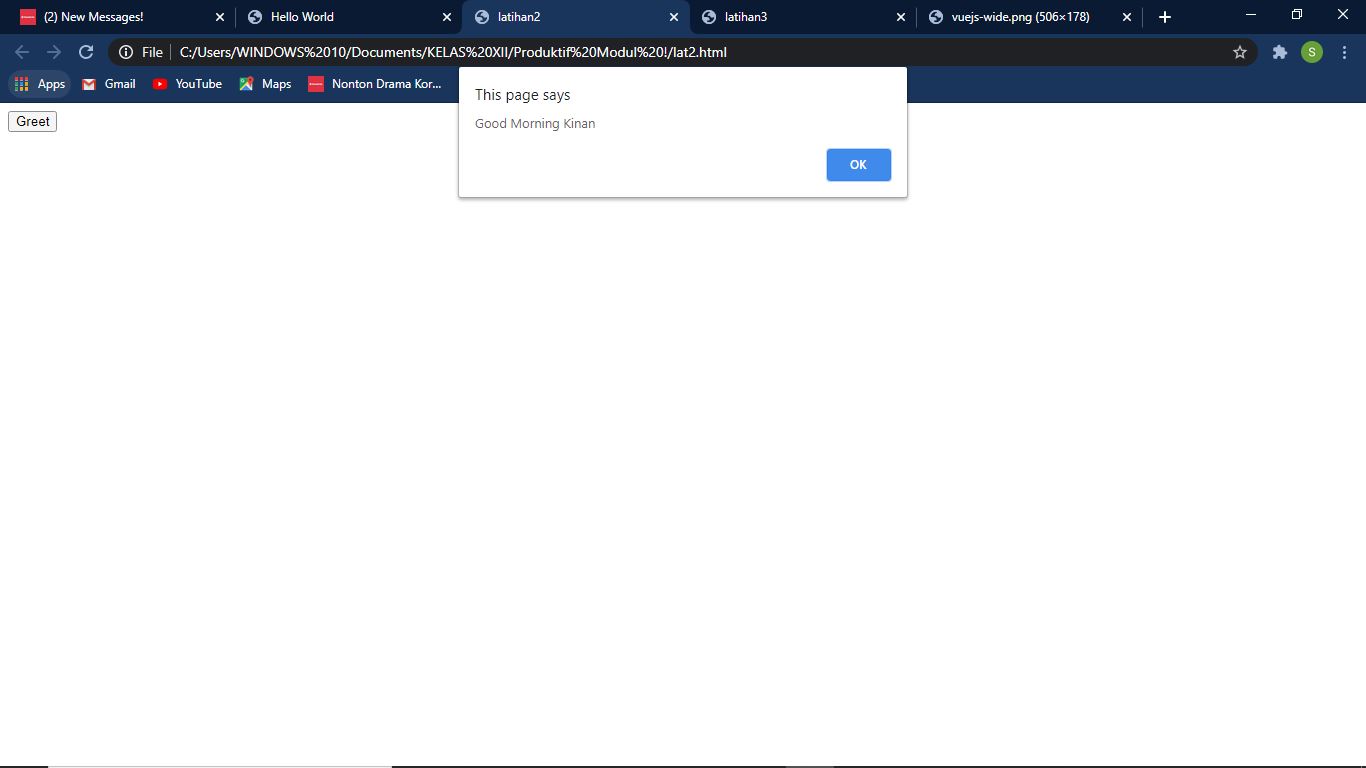 (2) New Messages!
Hello World
latihan2
latihan3
vuejs-wide.png (506×178)
File
C:/Users/WINDOWS%2010/Documents/KELAS%20XII/Produktif%20Modul%20!/lat2.html
S
Apps
Gmail
YouTube
Maps
Nonton Drama Kor...
Greet
This page says
Good Morning Kinan
OK